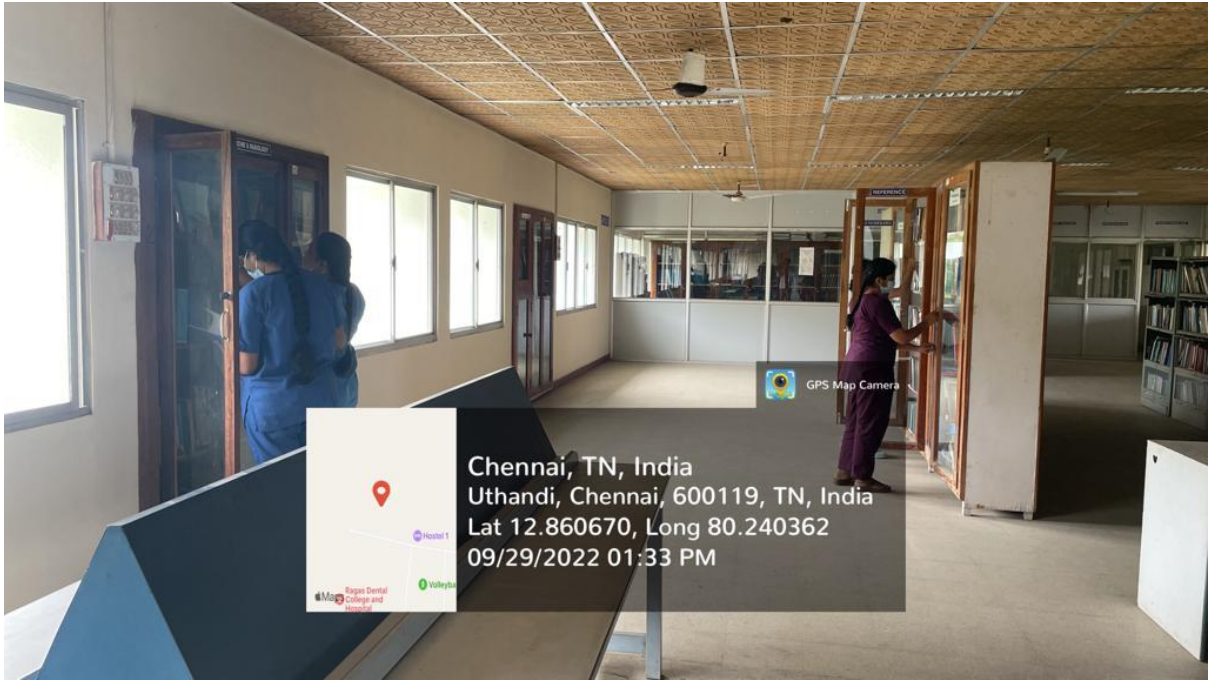 REFERENCE
GPS Map Camera
Chennai, TN, India
Uthandi, Chennai, 600119, TN, India
Lat 12.860670, Long 80.240362
09/29/2022 01:33 PM
Hostel 1
Volleyba
Ragas Dental
College and
Hospital